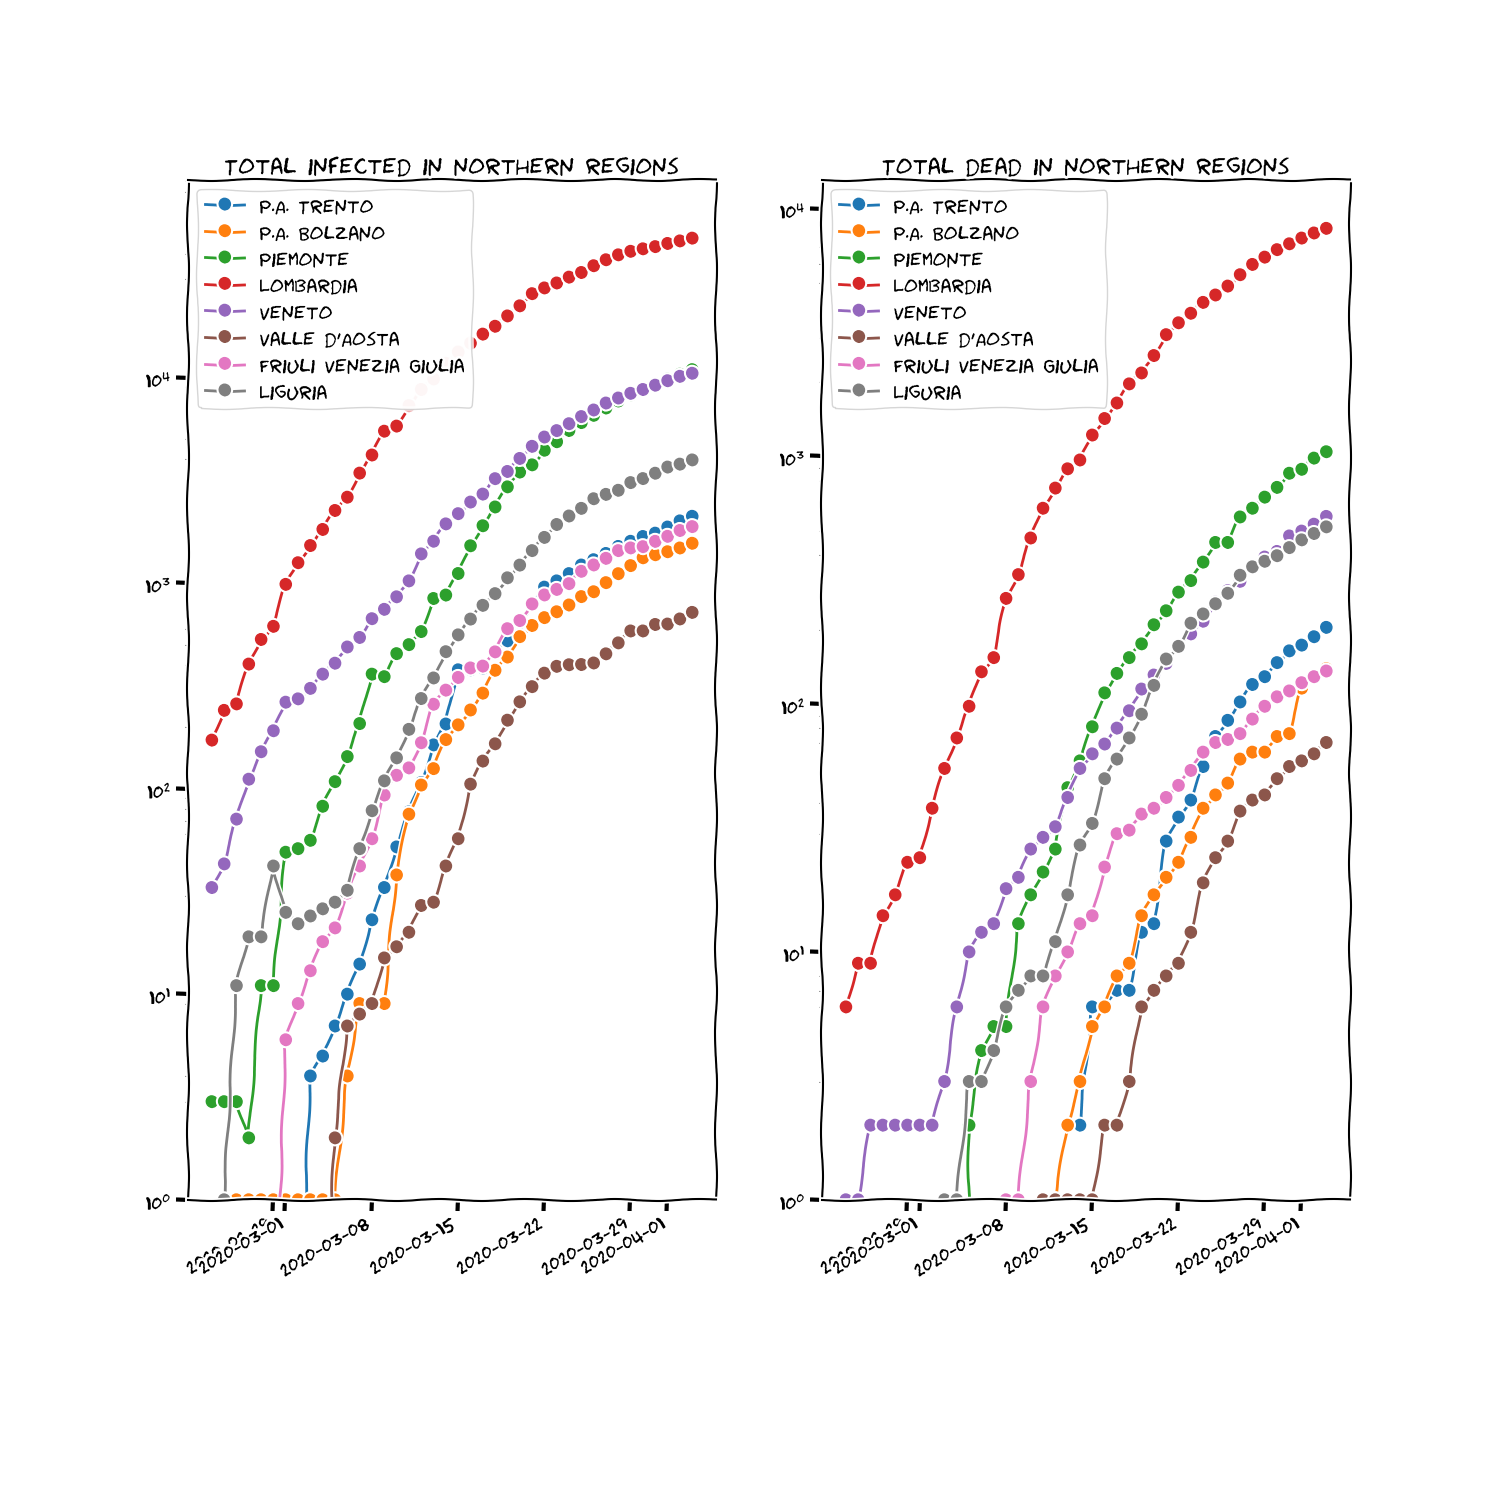 TOTAL INFECTED IN NORTHERN REGIONS
P.A. TRENTO
P.A. BOLZANO
PIEMONTE
LOMBARDIA
VENETO
VALLE D'AOSTA
FRIULI VENEZIA GIULIA
LIGURIA
10⁴
10³
10²
10¹
10⁰
2020-03-01
2020-03-08
2020-03-15
2020-03-22
2020-03-29
2020-04-01
TOTAL DEAD IN NORTHERN REGIONS
P.A. TRENTO
P.A. BOLZANO
PIEMONTE
LOMBARDIA
VENETO
VALLE D'AOSTA
FRIULI VENEZIA GIULIA
LIGURIA
10⁴
10³
10²
10¹
10⁰
2020-03-01
2020-03-08
2020-03-15
2020-03-22
2020-03-29
2020-04-01